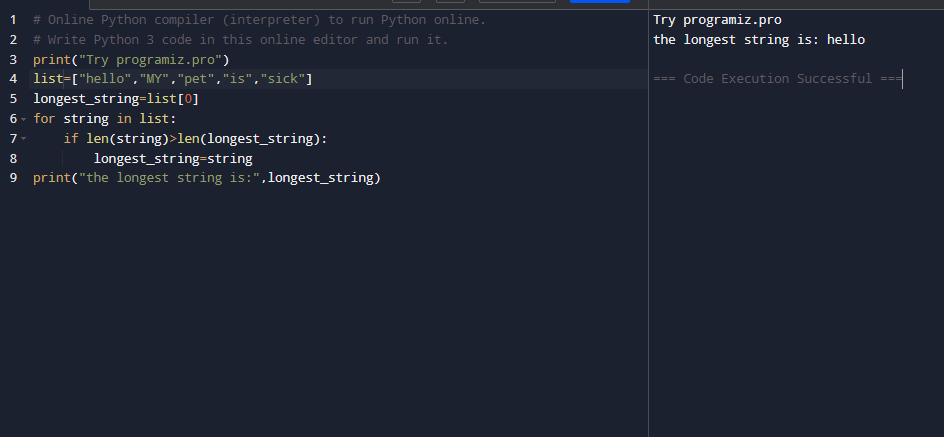 1 # Online Python compiler (interpreter) to run Python online.
2 # Write Python 3 code in this online editor and run it.
3 print("Try programiz.pro")
4 list=["hello","MY","pet","is","sick"]
5 longest_string=list[0]
6 for string in list:
7     if len(string)>len(longest_string):
8         longest_string=string
9 print("the longest string is:",longest_string)
Try programiz.pro
the longest string is: hello
=== Code Execution Successful ===